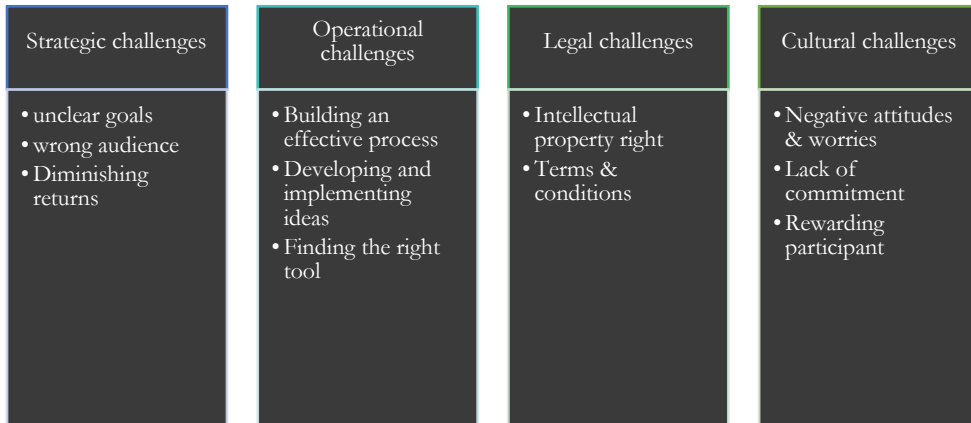 Strategic challenges
• unclear goals
• wrong audience
• Diminishing
returns
Operational
challenges
• Building an
effective process
• Developing and
implementing
ideas
• Finding the right
tool
Legal challenges
• Intellectual
property right
• Terms &
conditions
Cultural challenges
• Negative attitudes
& worries
• Lack of
commitment
• Rewarding
participant